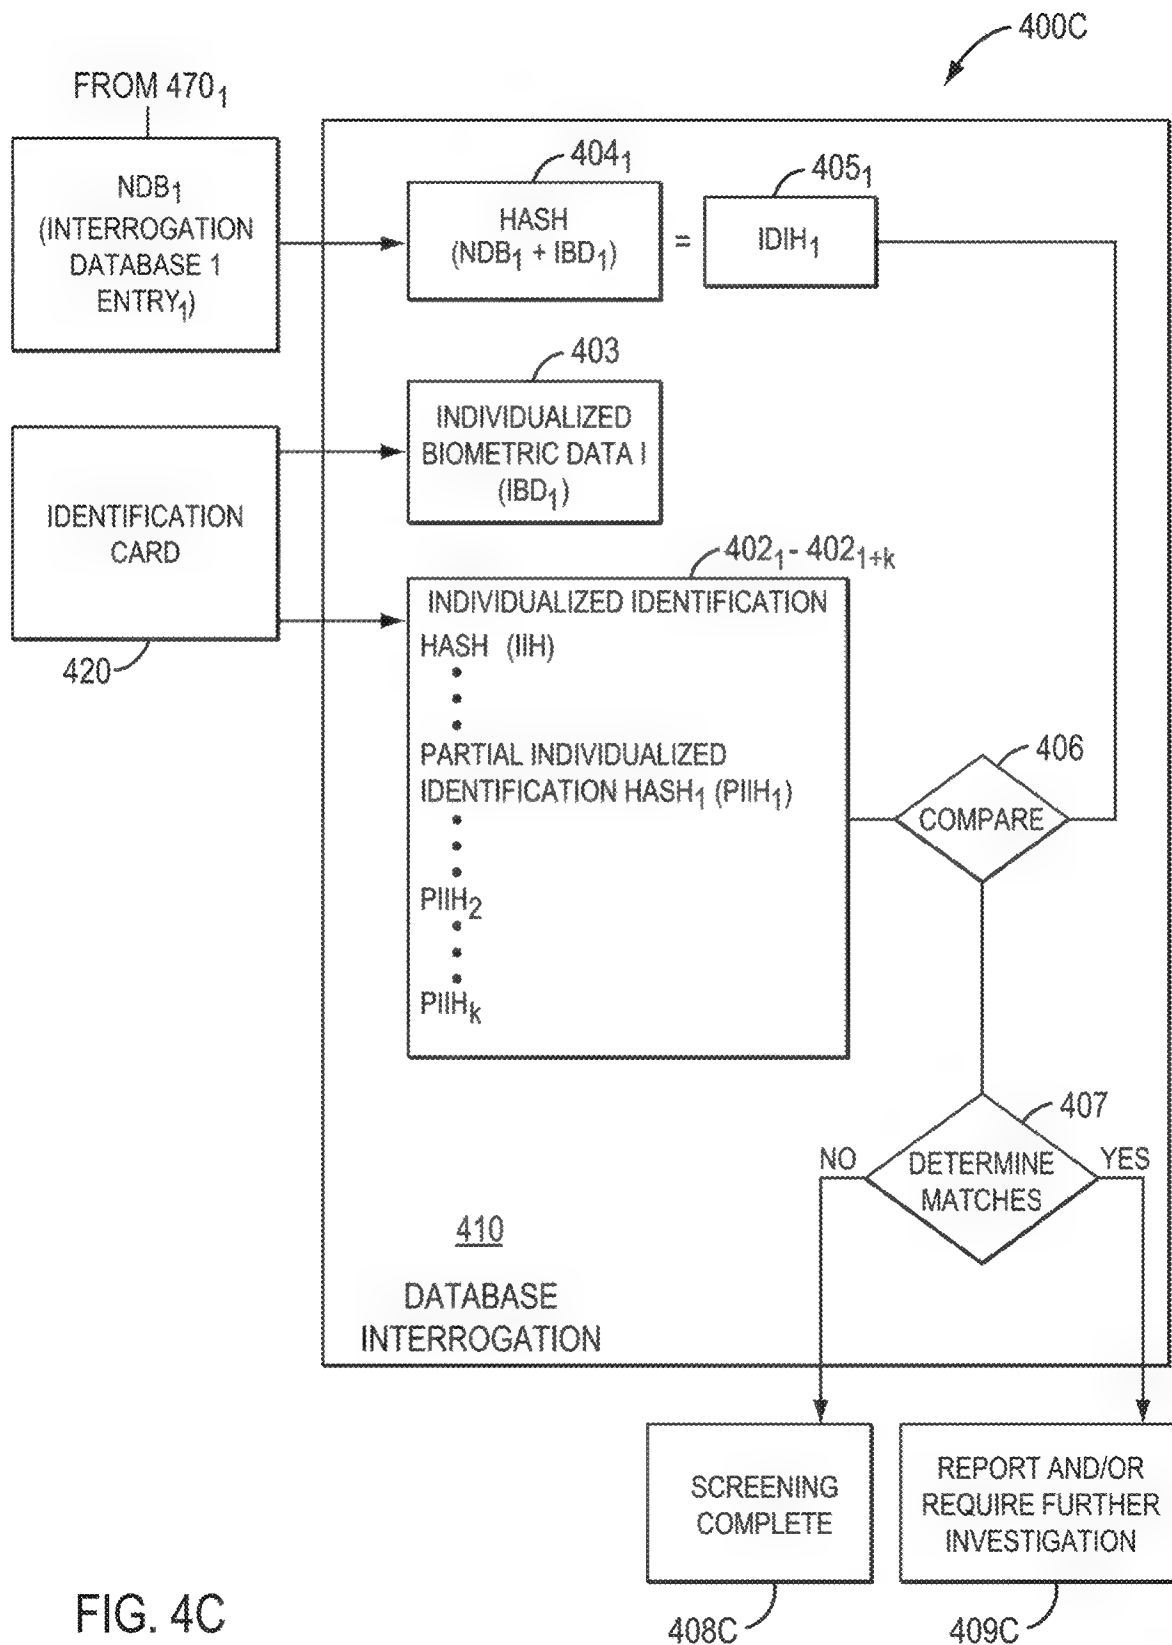 400C
FROM 470₁
NDB₁
(INTERROGATION
DATABASE 1
ENTRY₁)
404₁
HASH
(NDB₁ + IBD₁)
=
405₁
IDIH₁
403
INDIVIDUALIZED
BIOMETRIC DATA I
(IBD₁)
IDENTIFICATION
CARD
420
402₁ - 402₁₊ₖ
INDIVIDUALIZED IDENTIFICATION
HASH (IIH)
PARTIAL INDIVIDUALIZED
IDENTIFICATION HASH₁ (PIIH₁)
PIIH₂
PIIHₖ
406
COMPARE
407
NO
DETERMINE
MATCHES
YES
410
DATABASE
INTERROGATION
SCREENING
COMPLETE
408C
REPORT AND/OR
REQUIRE FURTHER
INVESTIGATION
409C
FIG. 4C